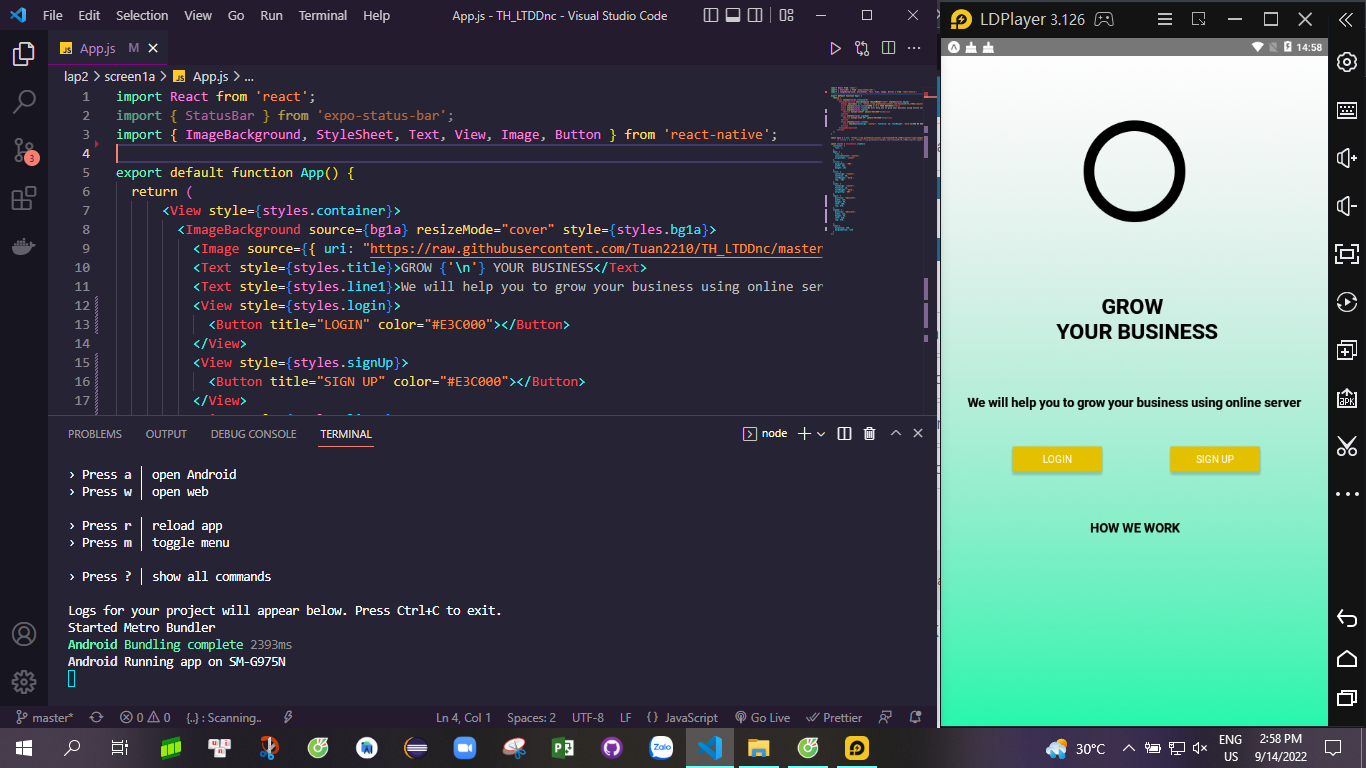 File Edit Selection View Go Run Terminal Help App.js - TH_LTDDnc - Visual Studio Code
App.js M
lap2 > screen1a > App.js > ...
1 import React from 'react';
2 import { StatusBar } from 'expo-status-bar';
3 import { ImageBackground, StyleSheet, Text, View, Image, Button } from 'react-native';
4
5 export default function App() {
6 return (
7 <View style={styles.container}>
8 <ImageBackground source={bg1a} resizeMode="cover" style={styles.bg1a}>
9 <Image source={{ uri: "https://raw.githubusercontent.com/Tuan2210/TH_LTDDnc/master
10 <Text style={styles.title}>GROW {'\n'} YOUR BUSINESS</Text>
11 <Text style={styles.line1}>We will help you to grow your business using online ser
12 <View style={styles.login}>
13 <Button title="LOGIN" color="#E3C000"></Button>
14 </View>
15 <View style={styles.signUp}>
16 <Button title="SIGN UP" color="#E3C000"></Button>
17 </View>
3
PROBLEMS OUTPUT DEBUG CONSOLE TERMINAL node
› Press a │ open Android
› Press w │ open web
› Press r │ reload app
› Press m │ toggle menu
› Press ? │ show all commands
Logs for your project will appear below. Press Ctrl+C to exit.
Started Metro Bundler
Android Bundling complete 2393ms
Android Running app on SM-G975N
master* 0 0 {..} : Scanning.. Ln 4, Col 1 Spaces: 2 UTF-8 LF {} JavaScript Go Live Prettier
LDPlayer 3.126
14:58
GROW
YOUR BUSINESS
We will help you to grow your business using online server
LOGIN SIGN UP
HOW WE WORK
APK
Zalo
30°C
ENG
US
2:58 PM
9/14/2022